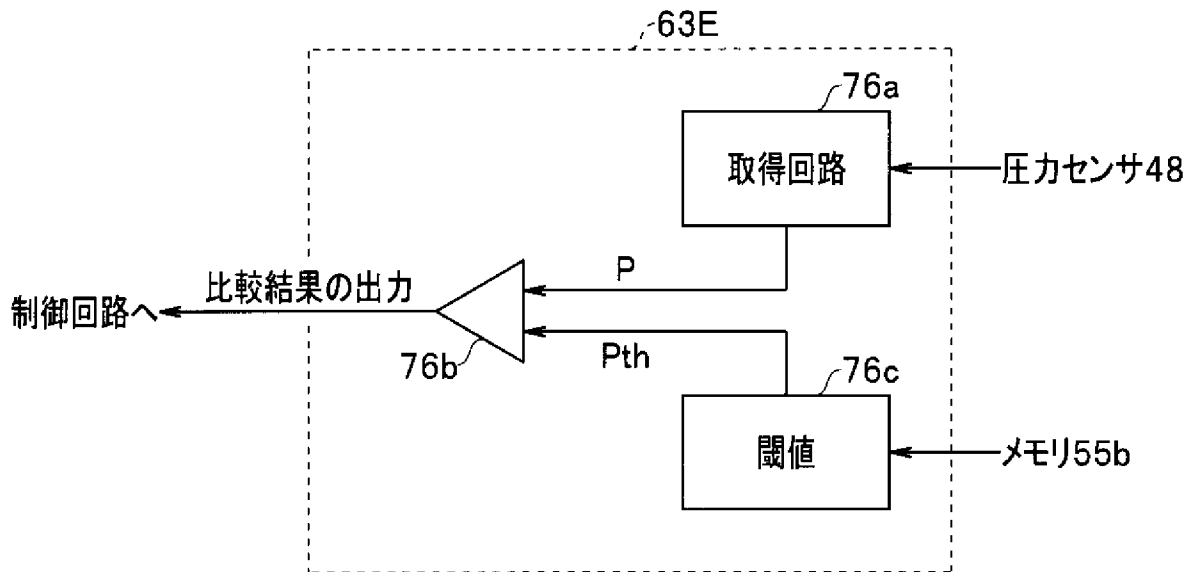 63E
76a
取得回路
圧力センサ48
P
比較結果の出力
制御回路へ
76b
Pth
76c
閾値
メモリ55b